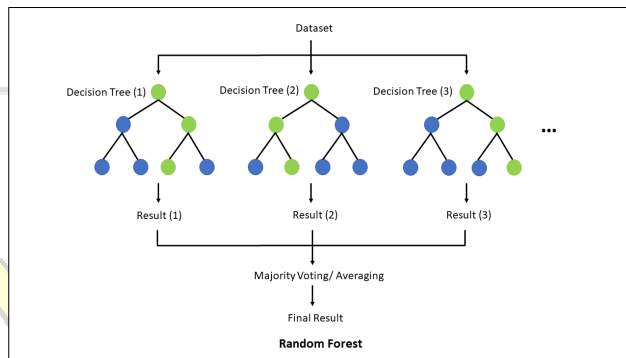 Dataset
Decision Tree (1)
Decision Tree (2)
Decision Tree (3)
...
Result (1)
Result (2)
Result (3)
Majority Voting/ Averaging
Final Result
Random Forest